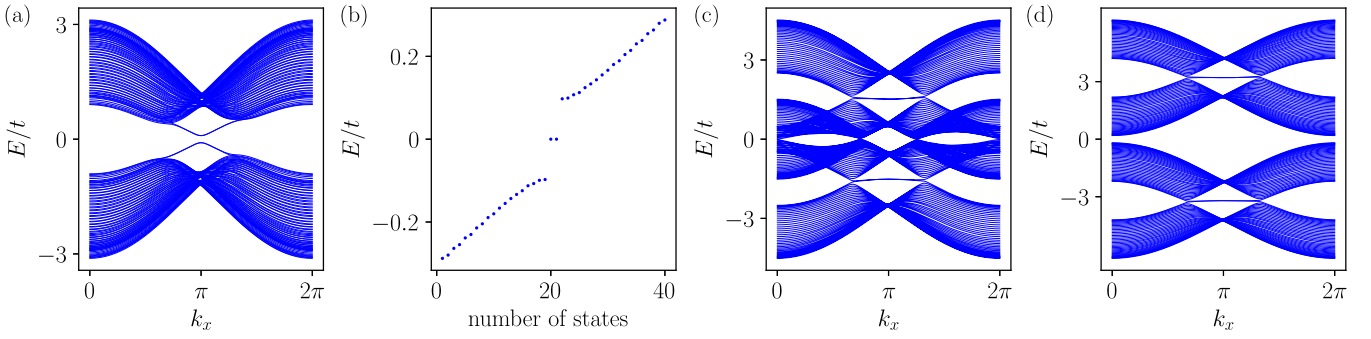 (a)
3
0
−3
E/t
0 π 2π
k_x
(b)
0.2
0.0
−0.2
E/t
0 20 40
number of states
(c)
3
0
−3
E/t
0 π 2π
k_x
(d)
3
0
−3
E/t
0 π 2π
k_x